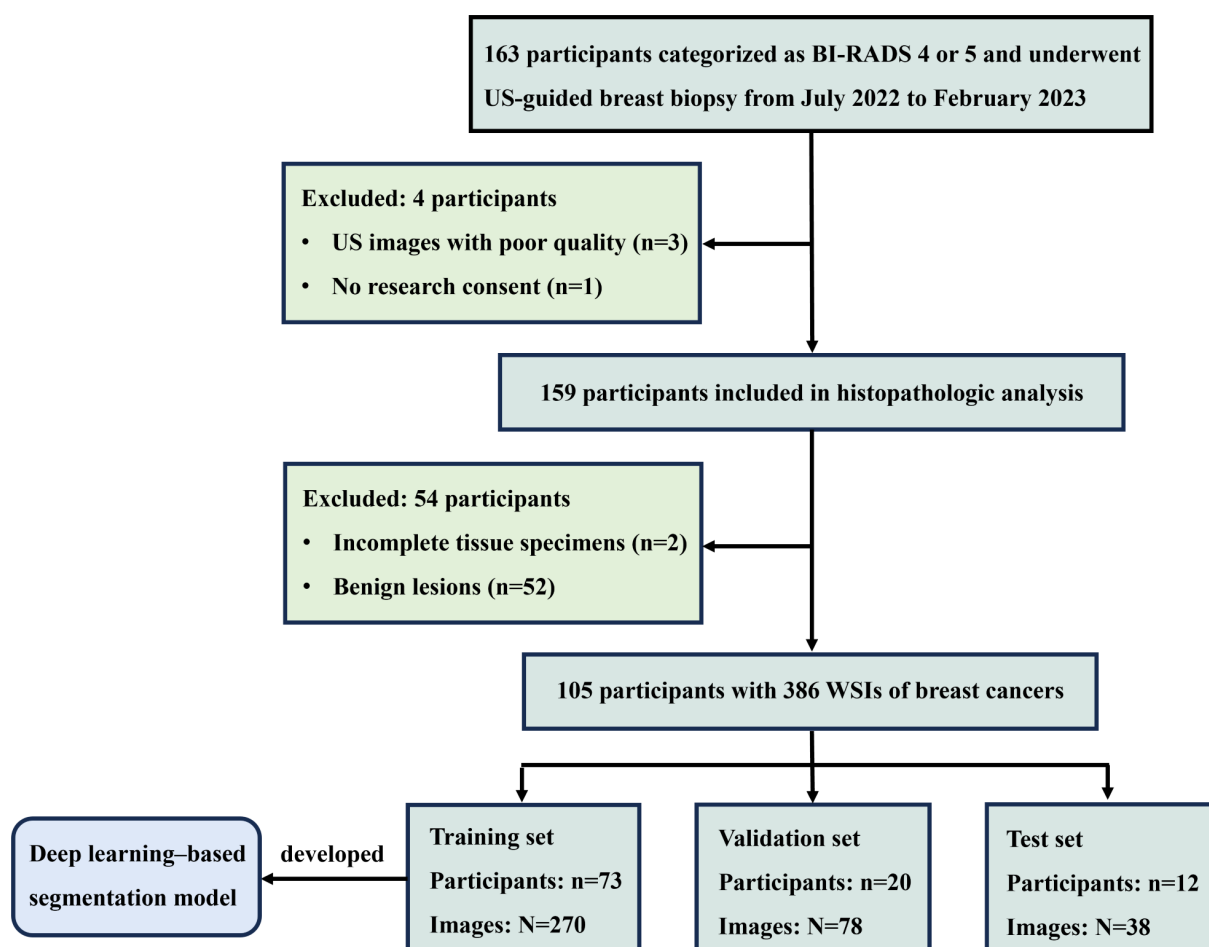 163 participants categorized as BI-RADS 4 or 5 and underwent
US-guided breast biopsy from July 2022 to February 2023
Excluded: 4 participants
• US images with poor quality (n=3)
• No research consent (n=1)
159 participants included in histopathologic analysis
Excluded: 54 participants
• Incomplete tissue specimens (n=2)
• Benign lesions (n=52)
105 participants with 386 WSIs of breast cancers
Deep learning–based
segmentation model
developed
Training set
Participants: n=73
Images: N=270
Validation set
Participants: n=20
Images: N=78
Test set
Participants: n=12
Images: N=38